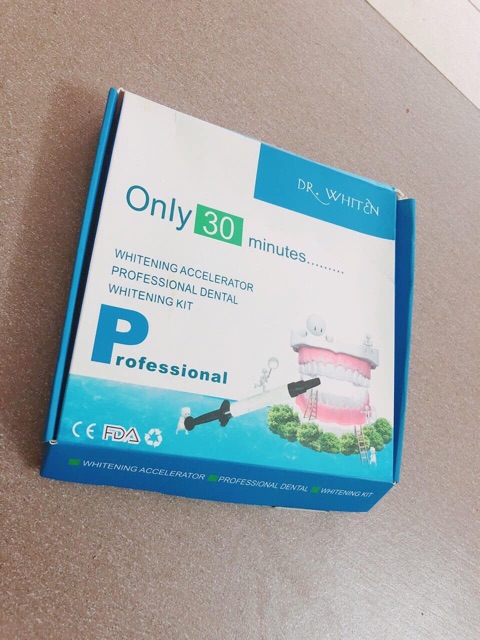 DR. WHITEN
Only 30 minutes.........
WHITENING ACCELERATOR
PROFESSIONAL DENTAL
WHITENING KIT
Professional
CE FDA
WHITENING ACCELERATOR PROFESSIONAL DENTAL WHITENING KIT